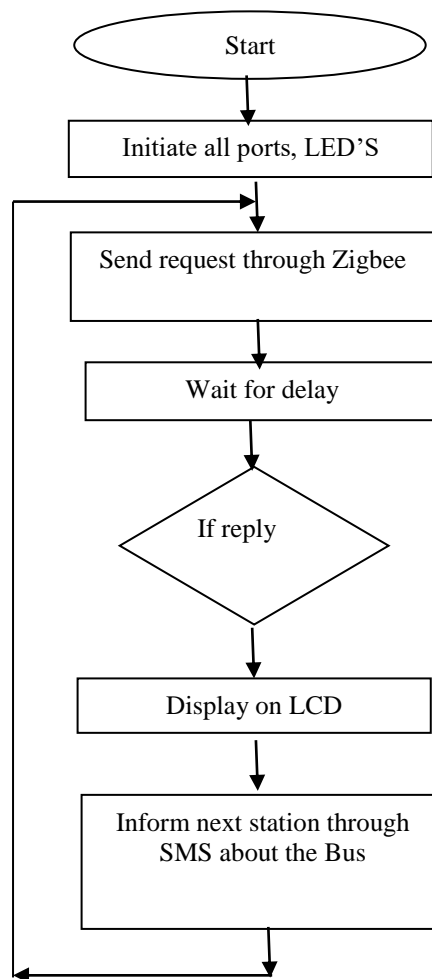 Start
Initiate all ports, LED’S
Send request through Zigbee
Wait for delay
If reply
Display on LCD
Inform next station through
SMS about the Bus